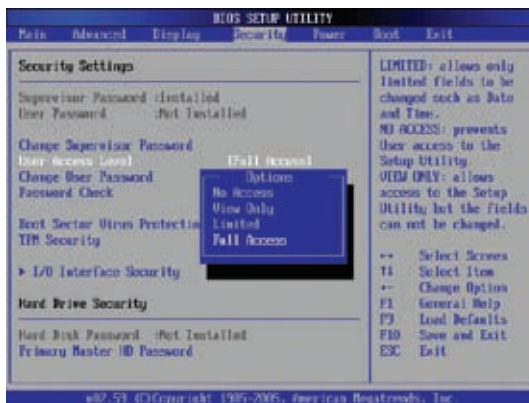 BIOS SETUP UTILITY
Main Advanced Display Security Power Boot Exit
Security Settings
Supervisor Password :Installed
User Password :Not Installed
Change Supervisor Password
User Access Level [Full Access]
Change User Password
Password Check
Boot Sector Virus Protectio
TPM Security
▶ I/O Interface Security
Hard Drive Security
Hard Disk Password :Not Installed
Primary Master HD Password
Options
No Access
View Only
Limited
Full Access
LIMITED: allows only
limited fields to be
changed such as Date
and Time.
NO ACCESS: prevents
User access to the
Setup Utility.
VIEW ONLY: allows
access to the Setup
Utility but the fields
can not be changed.
↔ Select Screen
↑↓ Select Item
+- Change Option
F1 General Help
F9 Load Defaults
F10 Save and Exit
ESC Exit
v02.59 (C)Copyright 1985-2005, American Megatrends, Inc.